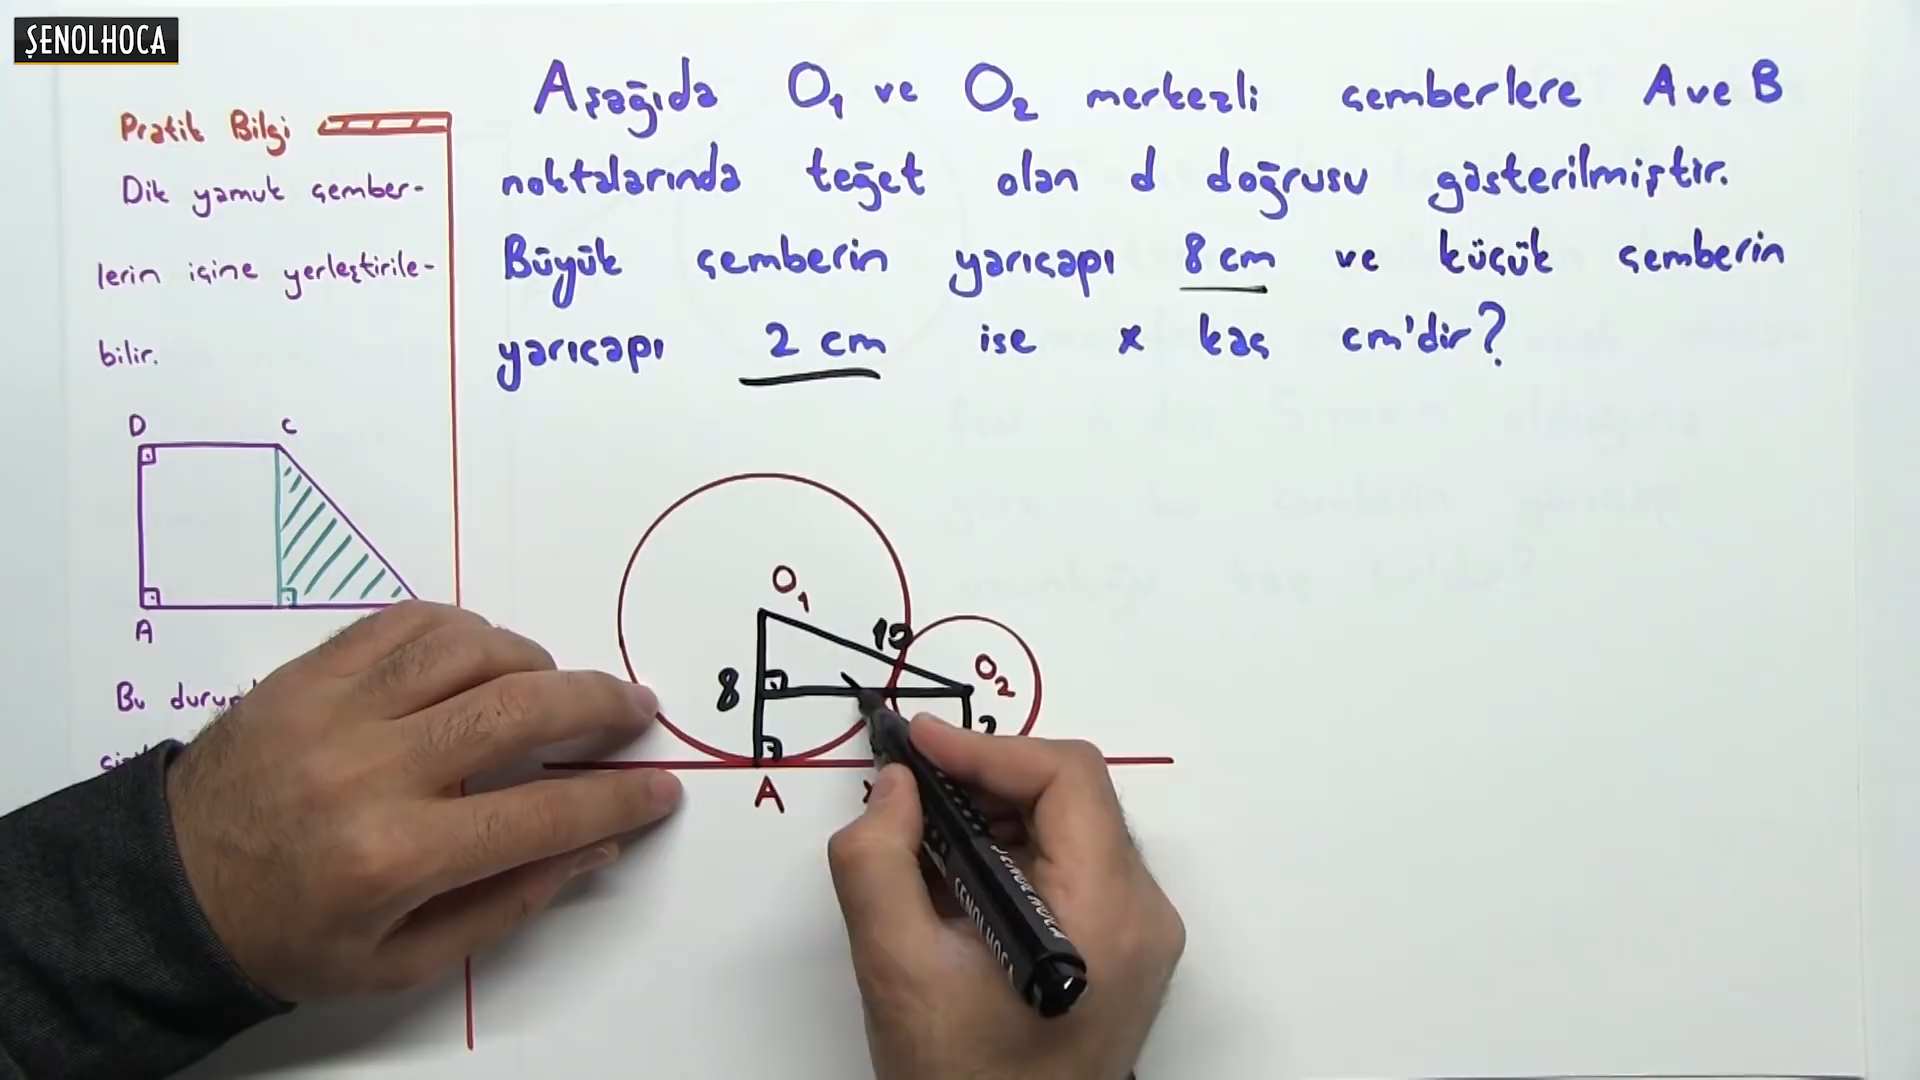 ŞENOLHOCA
Pratik Bilgi
Dik yamuk çember-
lerin içine yerleştirile-
bilir.
D C
A
Bu
Aşağıda O1 ve O2 merkezli çemberlere A ve B
noktalarında teğet olan d doğrusu gösterilmiştir.
Büyük çemberin yarıçapı 8 cm ve küçük çemberin
yarıçapı 2 cm ise x kaç cm'dir?
O1
10
O2
8
2
A
x
ŞENOL HOCA